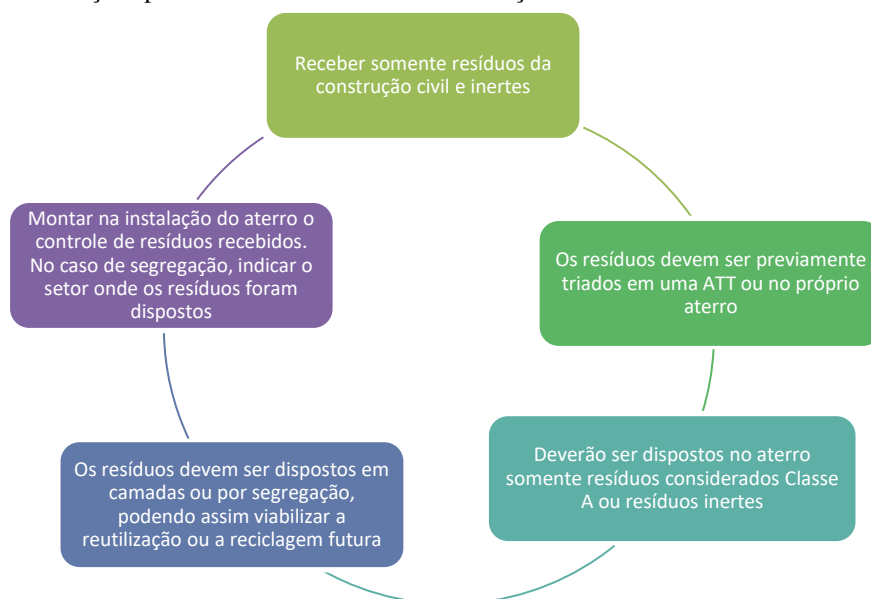 Receber somente resíduos da
construção civil e inertes
Os resíduos devem ser previamente
triados em uma ATT ou no próprio
aterro
Deverão ser dispostos no aterro
somente resíduos considerados Classe
A ou resíduos inertes
Os resíduos devem ser dispostos em
camadas ou por segregação,
podendo assim viabilizar a
reutilização ou a reciclagem futura
Montar na instalação do aterro o
controle de resíduos recebidos.
No caso de segregação, indicar o
setor onde os resíduos foram
dispostos